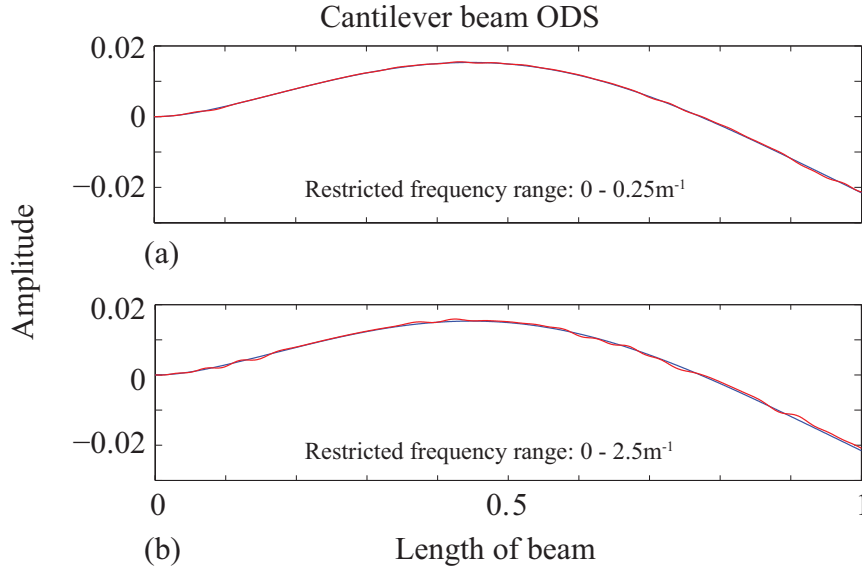 Cantilever beam ODS
0.02
0
−0.02
Restricted frequency range: 0 - 0.25m⁻¹
(a)
Amplitude
0.02
0
−0.02
Restricted frequency range: 0 - 2.5m⁻¹
0
0.5
1
(b)
Length of beam